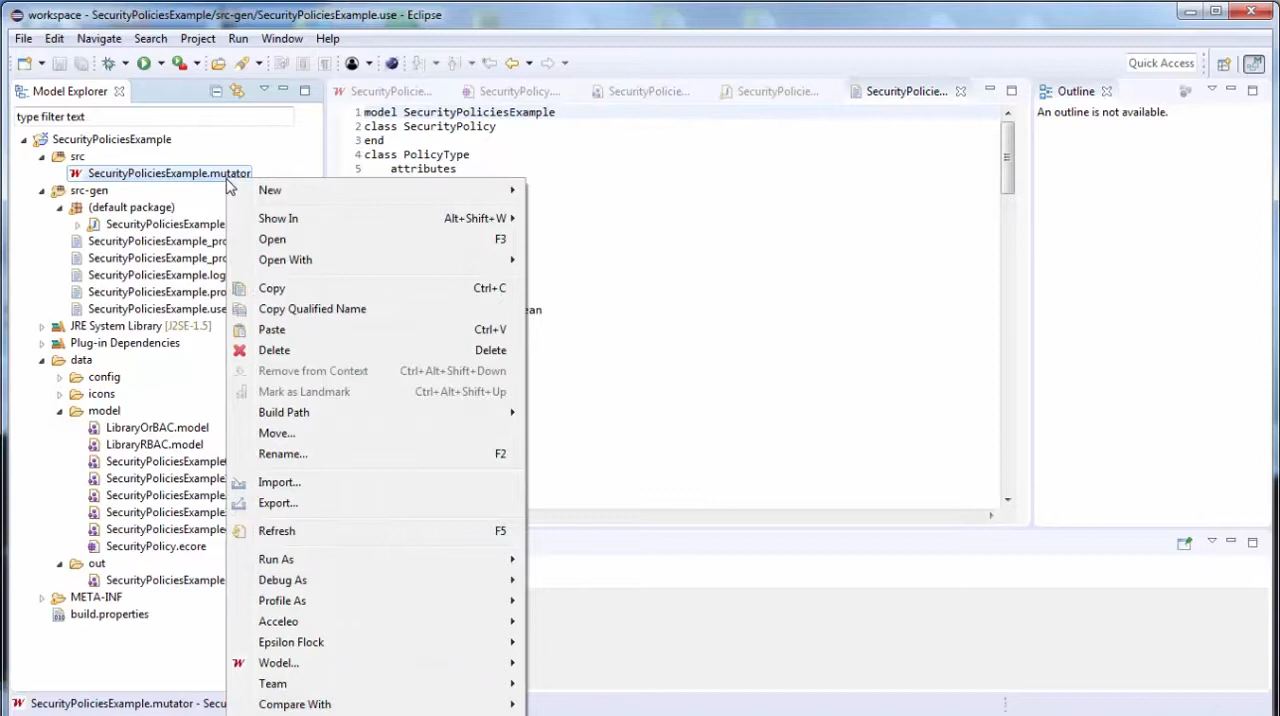 workspace - SecurityPoliciesExample/src-gen/SecurityPoliciesExample.use - Eclipse
File Edit Navigate Search Project Run Window Help
Quick Access
Model Explorer
SecurityPolicie... SecurityPolicy.... SecurityPolicie... SecurityPolicie... SecurityPolicie...
Outline
type filter text
An outline is not available.
1 model SecurityPoliciesExample
2 class SecurityPolicy
3 end
4 class PolicyType
5 attributes
ean
SecurityPoliciesExample
src
SecurityPoliciesExample.mutator
src-gen
(default package)
SecurityPoliciesExample
SecurityPoliciesExample_pro
SecurityPoliciesExample_pro
SecurityPoliciesExample.log
SecurityPoliciesExample.pro
SecurityPoliciesExample.use
JRE System Library [J2SE-1.5]
Plug-in Dependencies
data
config
icons
model
LibraryOrBAC.model
LibraryRBAC.model
SecurityPoliciesExample
SecurityPoliciesExample
SecurityPoliciesExample.
SecurityPoliciesExample.
SecurityPoliciesExample
SecurityPolicy.ecore
out
SecurityPoliciesExample
META-INF
build.properties
New
Show In Alt+Shift+W
Open F3
Open With
Copy Ctrl+C
Copy Qualified Name
Paste Ctrl+V
Delete Delete
Remove from Context Ctrl+Alt+Shift+Down
Mark as Landmark Ctrl+Alt+Shift+Up
Build Path
Move...
Rename... F2
Import...
Export...
Refresh F5
Run As
Debug As
Profile As
Acceleo
Epsilon Flock
Wodel...
Team
Compare With
SecurityPoliciesExample.mutator - Secu